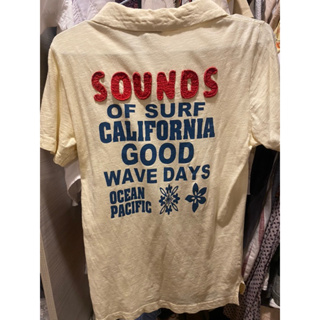 SOUNDS
OF SURF
CALIFORNIA
GOOD
WAVE DAYS
OCEAN
PACIFIC